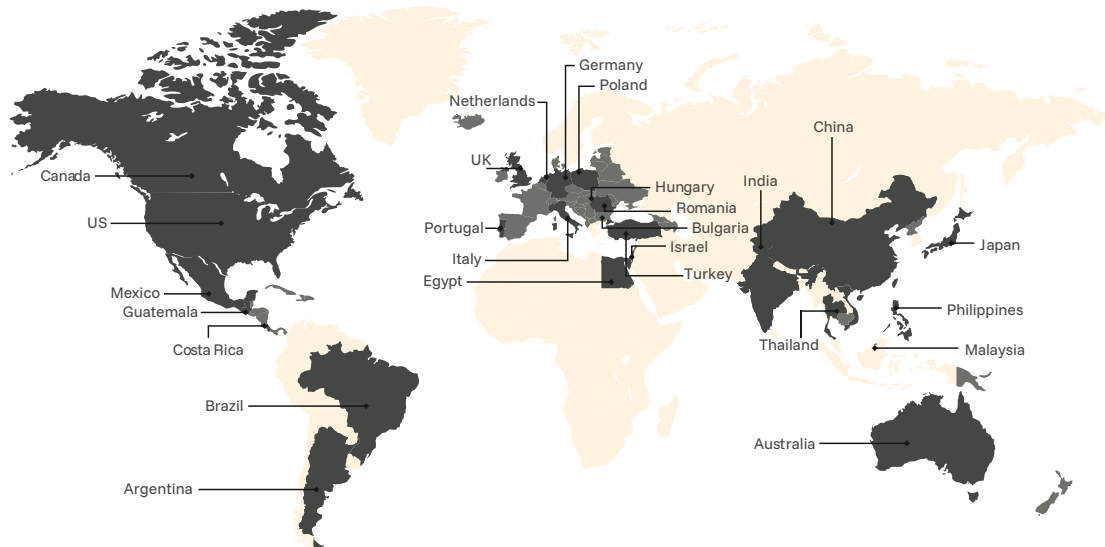 Germany
Poland
Netherlands
China
UK
Canada
India
Hungary
Romania
US
Portugal
Bulgaria
Israel
Japan
Italy
Turkey
Egypt
Mexico
Guatemala
Philippines
Thailand
Costa Rica
Malaysia
Brazil
Australia
Argentina